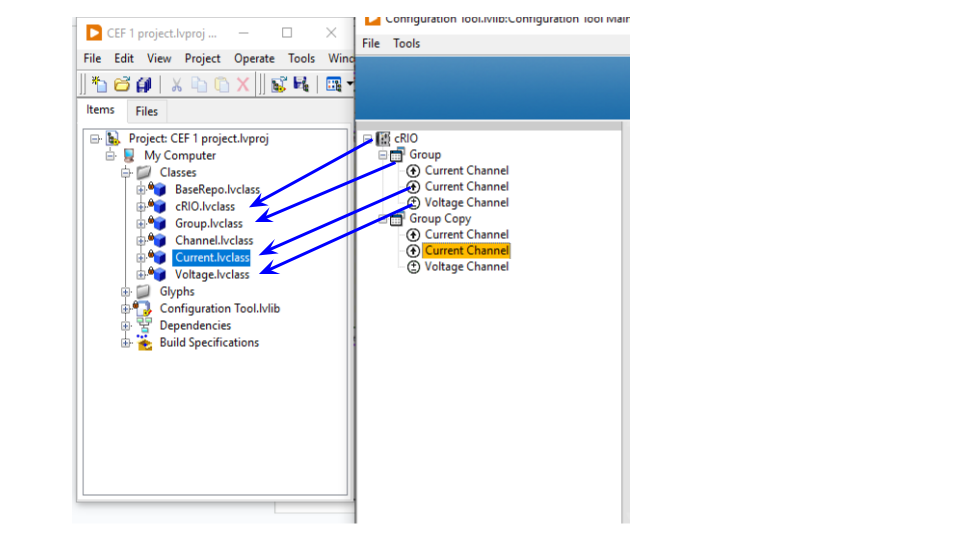 CEF 1 project.lvproj ...
File Edit View Project Operate Tools Wind
Items Files
Project: CEF 1 project.lvproj
My Computer
Classes
BaseRepo.lvclass
cRIO.lvclass
Group.lvclass
Channel.lvclass
Current.lvclass
Voltage.lvclass
Glyphs
Configuration Tool.lvlib
Dependencies
Build Specifications
Configuration Tool.lvlib:Configuration Tool Main
File Tools
cRIO
Group
Current Channel
Current Channel
Voltage Channel
Group Copy
Current Channel
Current Channel
Voltage Channel